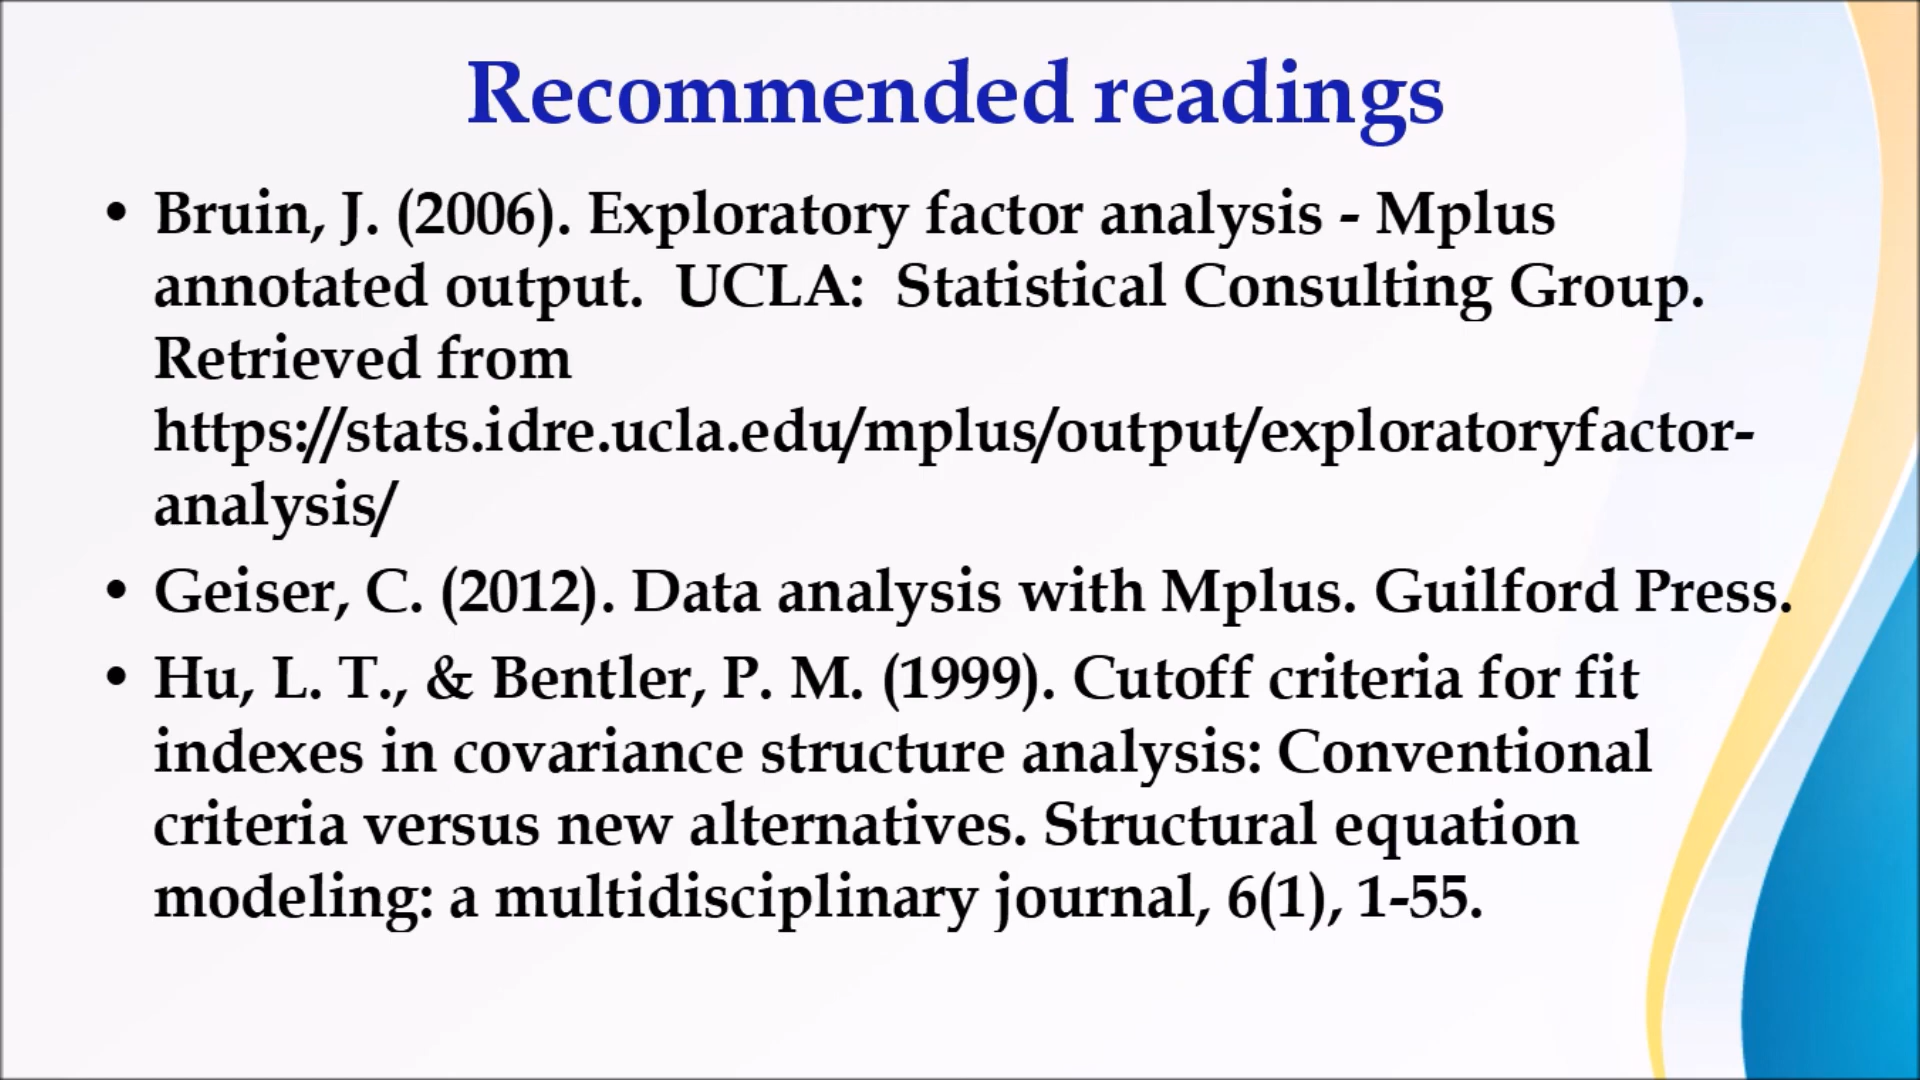 Recommended readings
• Bruin, J. (2006). Exploratory factor analysis - Mplus
annotated output.  UCLA:  Statistical Consulting Group.
Retrieved from
https://stats.idre.ucla.edu/mplus/output/exploratoryfactor-
analysis/
• Geiser, C. (2012). Data analysis with Mplus. Guilford Press.
• Hu, L. T., & Bentler, P. M. (1999). Cutoff criteria for fit
indexes in covariance structure analysis: Conventional
criteria versus new alternatives. Structural equation
modeling: a multidisciplinary journal, 6(1), 1-55.